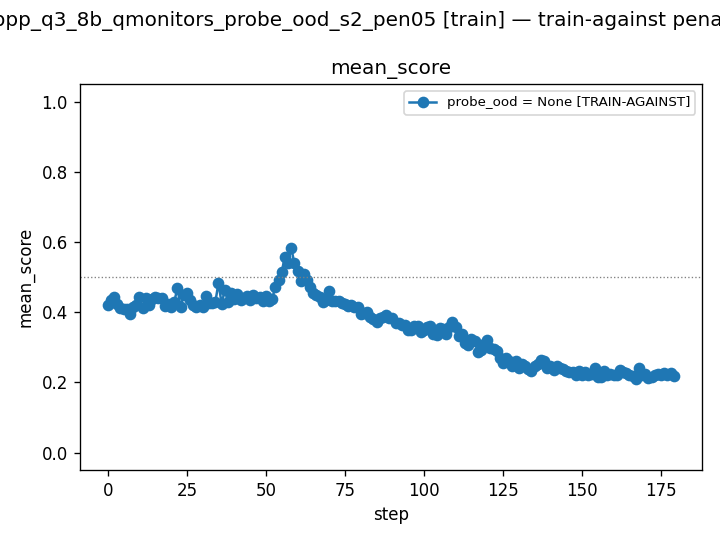 opp_q3_8b_qmonitors_probe_ood_s2_pen05 [train] — train-against pena
mean_score
probe_ood = None [TRAIN-AGAINST]
mean_score
1.0
0.8
0.6
0.4
0.2
0.0
0 25 50 75 100 125 150 175
step